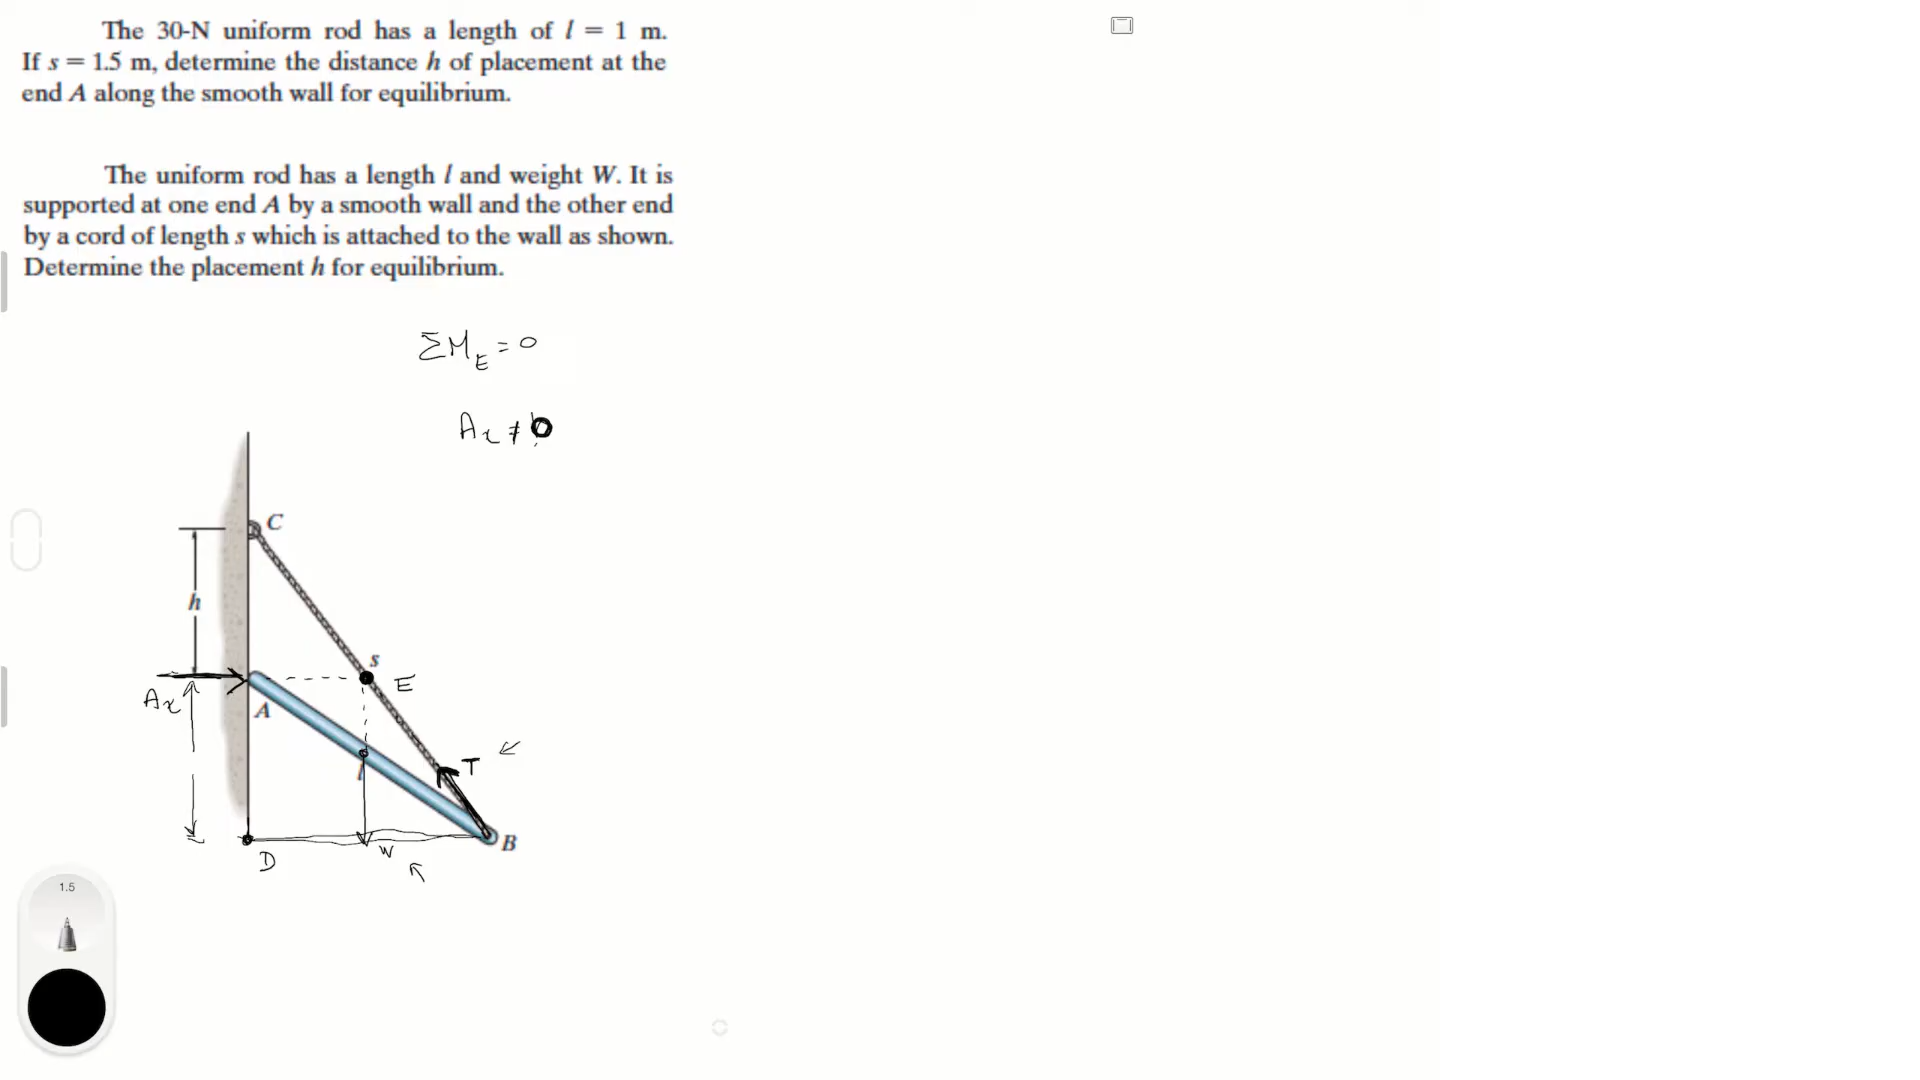 The 30-N uniform rod has a length of l = 1 m.
If s = 1.5 m, determine the distance h of placement at the
end A along the smooth wall for equilibrium.
The uniform rod has a length l and weight W. It is
supported at one end A by a smooth wall and the other end
by a cord of length s which is attached to the wall as shown.
Determine the placement h for equilibrium.
ΣM_E = 0
A_x ≠ 0
C
h
s
E
A_x
A
l
T
B
D
W
1.5